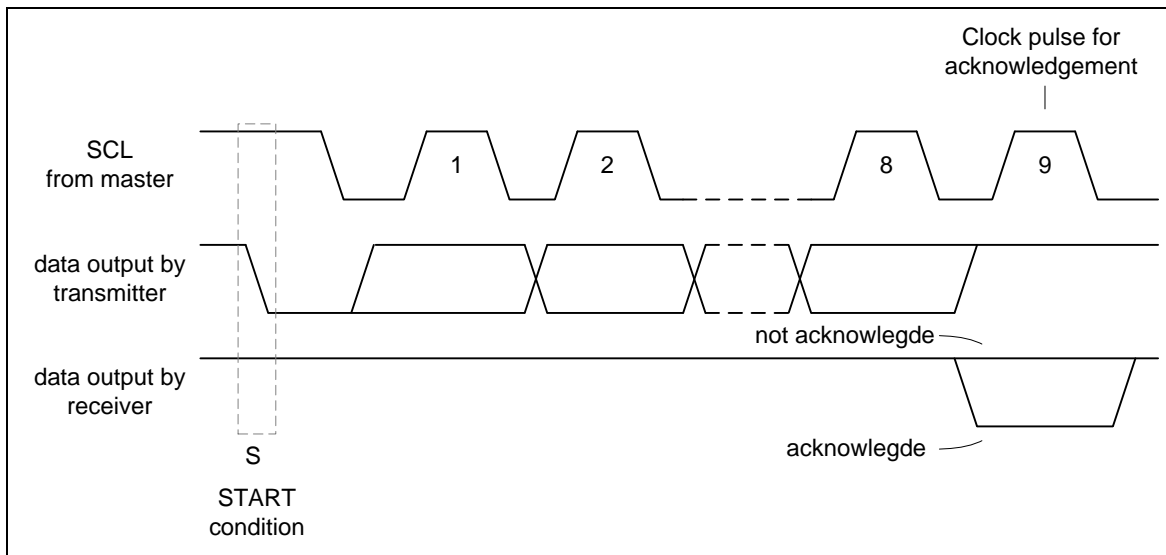 Clock pulse for
acknowledgement
SCL
from master
1
2
8
9
data output by
transmitter
not acknowlegde
data output by
receiver
acknowlegde
S
START
condition